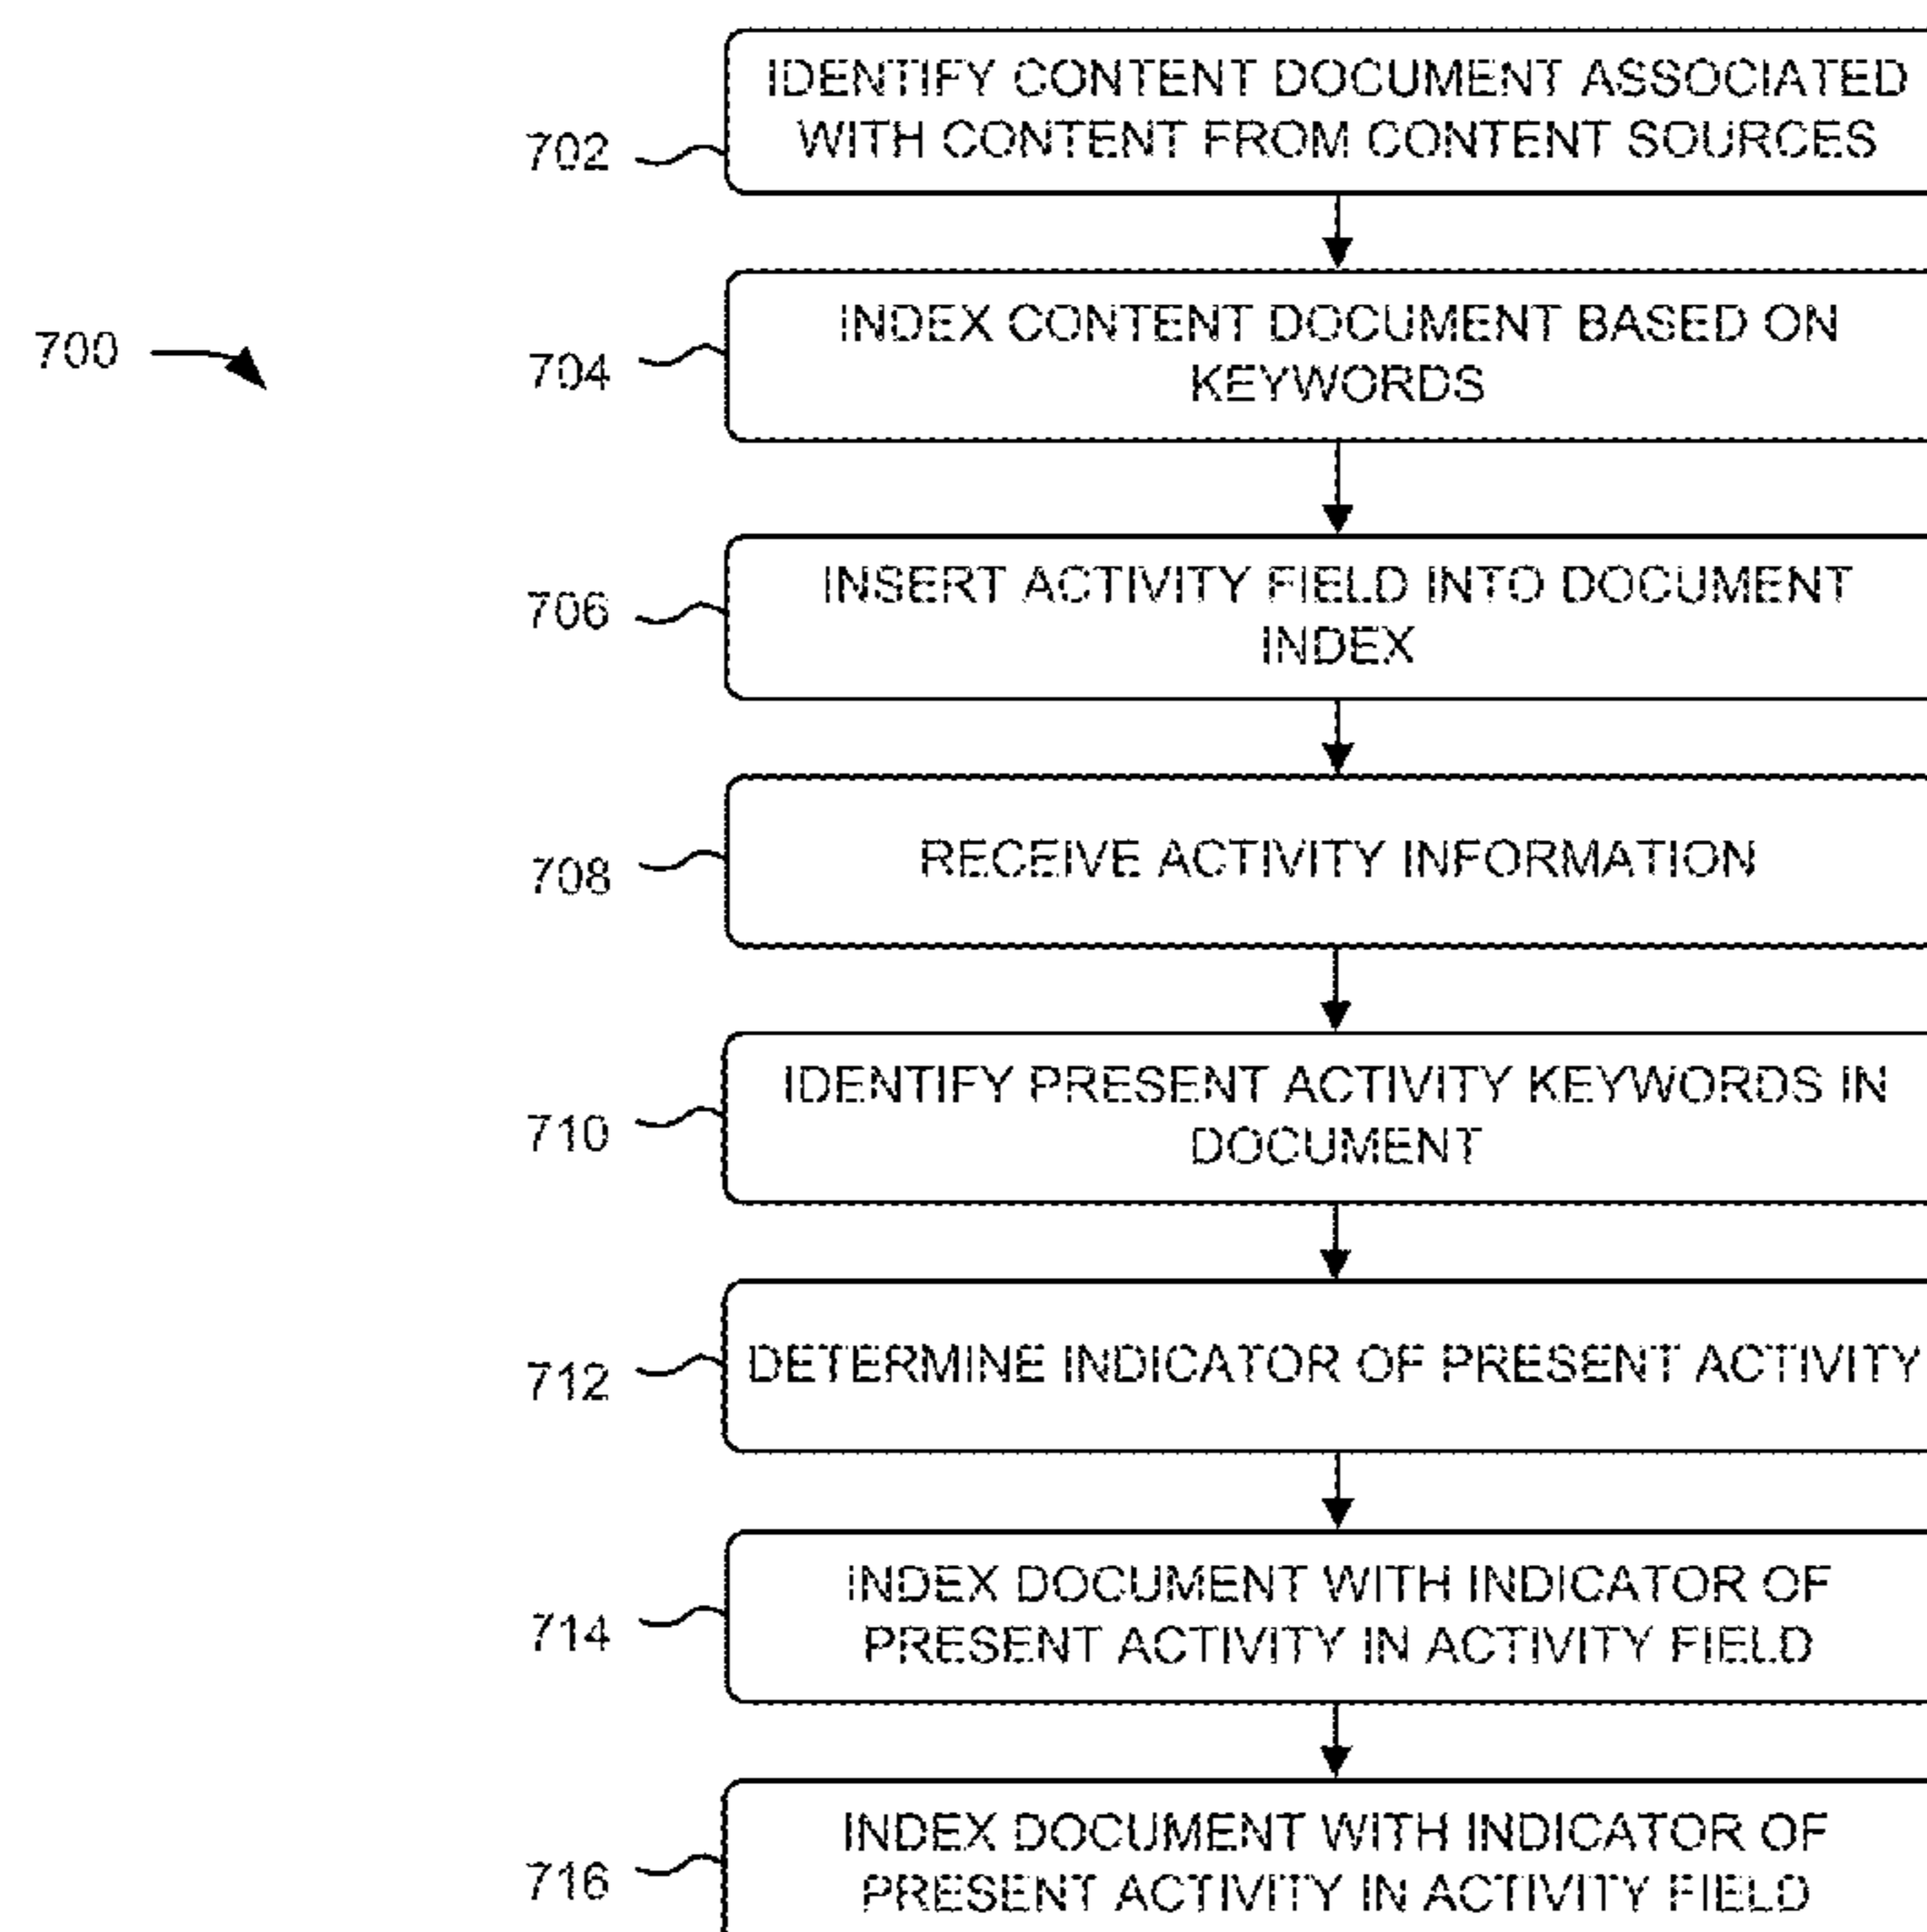 IDENTIFY CONTENT DOCUMENT ASSOCIATED
WITH CONTENT FROM CONTENT SOURCES
702
INDEX CONTENT DOCUMENT BASED ON
KEYWORDS
700
704
INSERT ACTIVITY FIELD INTO DOCUMENT
INDEX
706
RECEIVE ACTIVITY INFORMATION
708
IDENTIFY PRESENT ACTIVITY KEYWORDS IN
DOCUMENT
710
DETERMINE INDICATOR OF PRESENT ACTIVITY
712
INDEX DOCUMENT WITH INDICATOR OF
PRESENT ACTIVITY IN ACTIVITY FIELD
714
INDEX DOCUMENT WITH INDICATOR OF
PRESENT ACTIVITY IN ACTIVITY FIELD
716